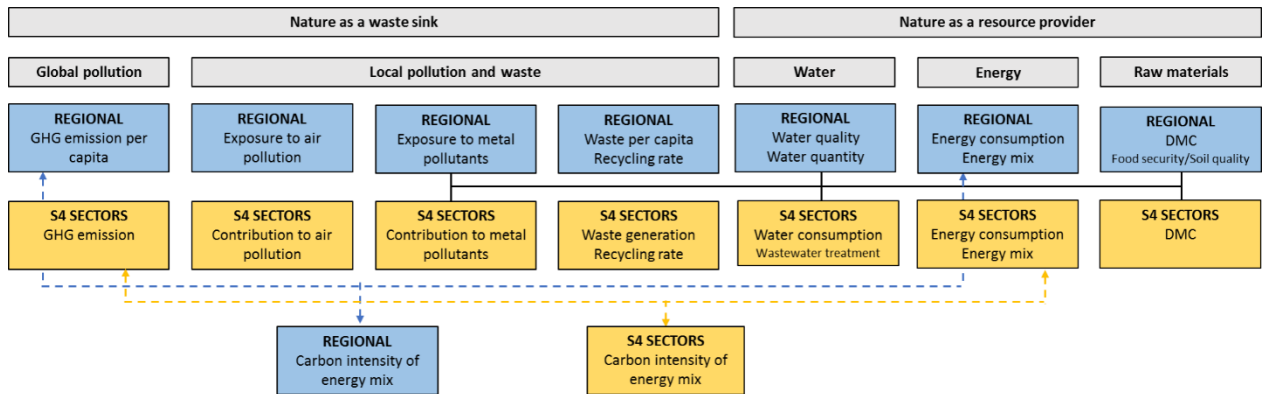 Nature as a waste sink
Nature as a resource provider
Global pollution
Local pollution and waste
Water
Energy
Raw materials
REGIONAL
GHG emission per
capita
REGIONAL
Exposure to air
pollution
REGIONAL
Exposure to metal
pollutants
REGIONAL
Waste per capita
Recycling rate
REGIONAL
Water quality
Water quantity
REGIONAL
Energy consumption
Energy mix
REGIONAL
DMC
Food security/Soil quality
S4 SECTORS
GHG emission
S4 SECTORS
Contribution to air
pollution
S4 SECTORS
Contribution to metal
pollutants
S4 SECTORS
Waste generation
Recycling rate
S4 SECTORS
Water consumption
Wastewater treatment
S4 SECTORS
Energy consumption
Energy mix
S4 SECTORS
DMC
REGIONAL
Carbon intensity of
energy mix
S4 SECTORS
Carbon intensity of
energy mix